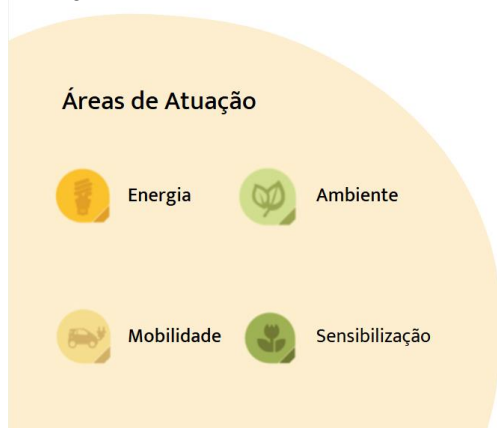 Áreas de Atuação
Energia
Ambiente
Mobilidade
Sensibilização